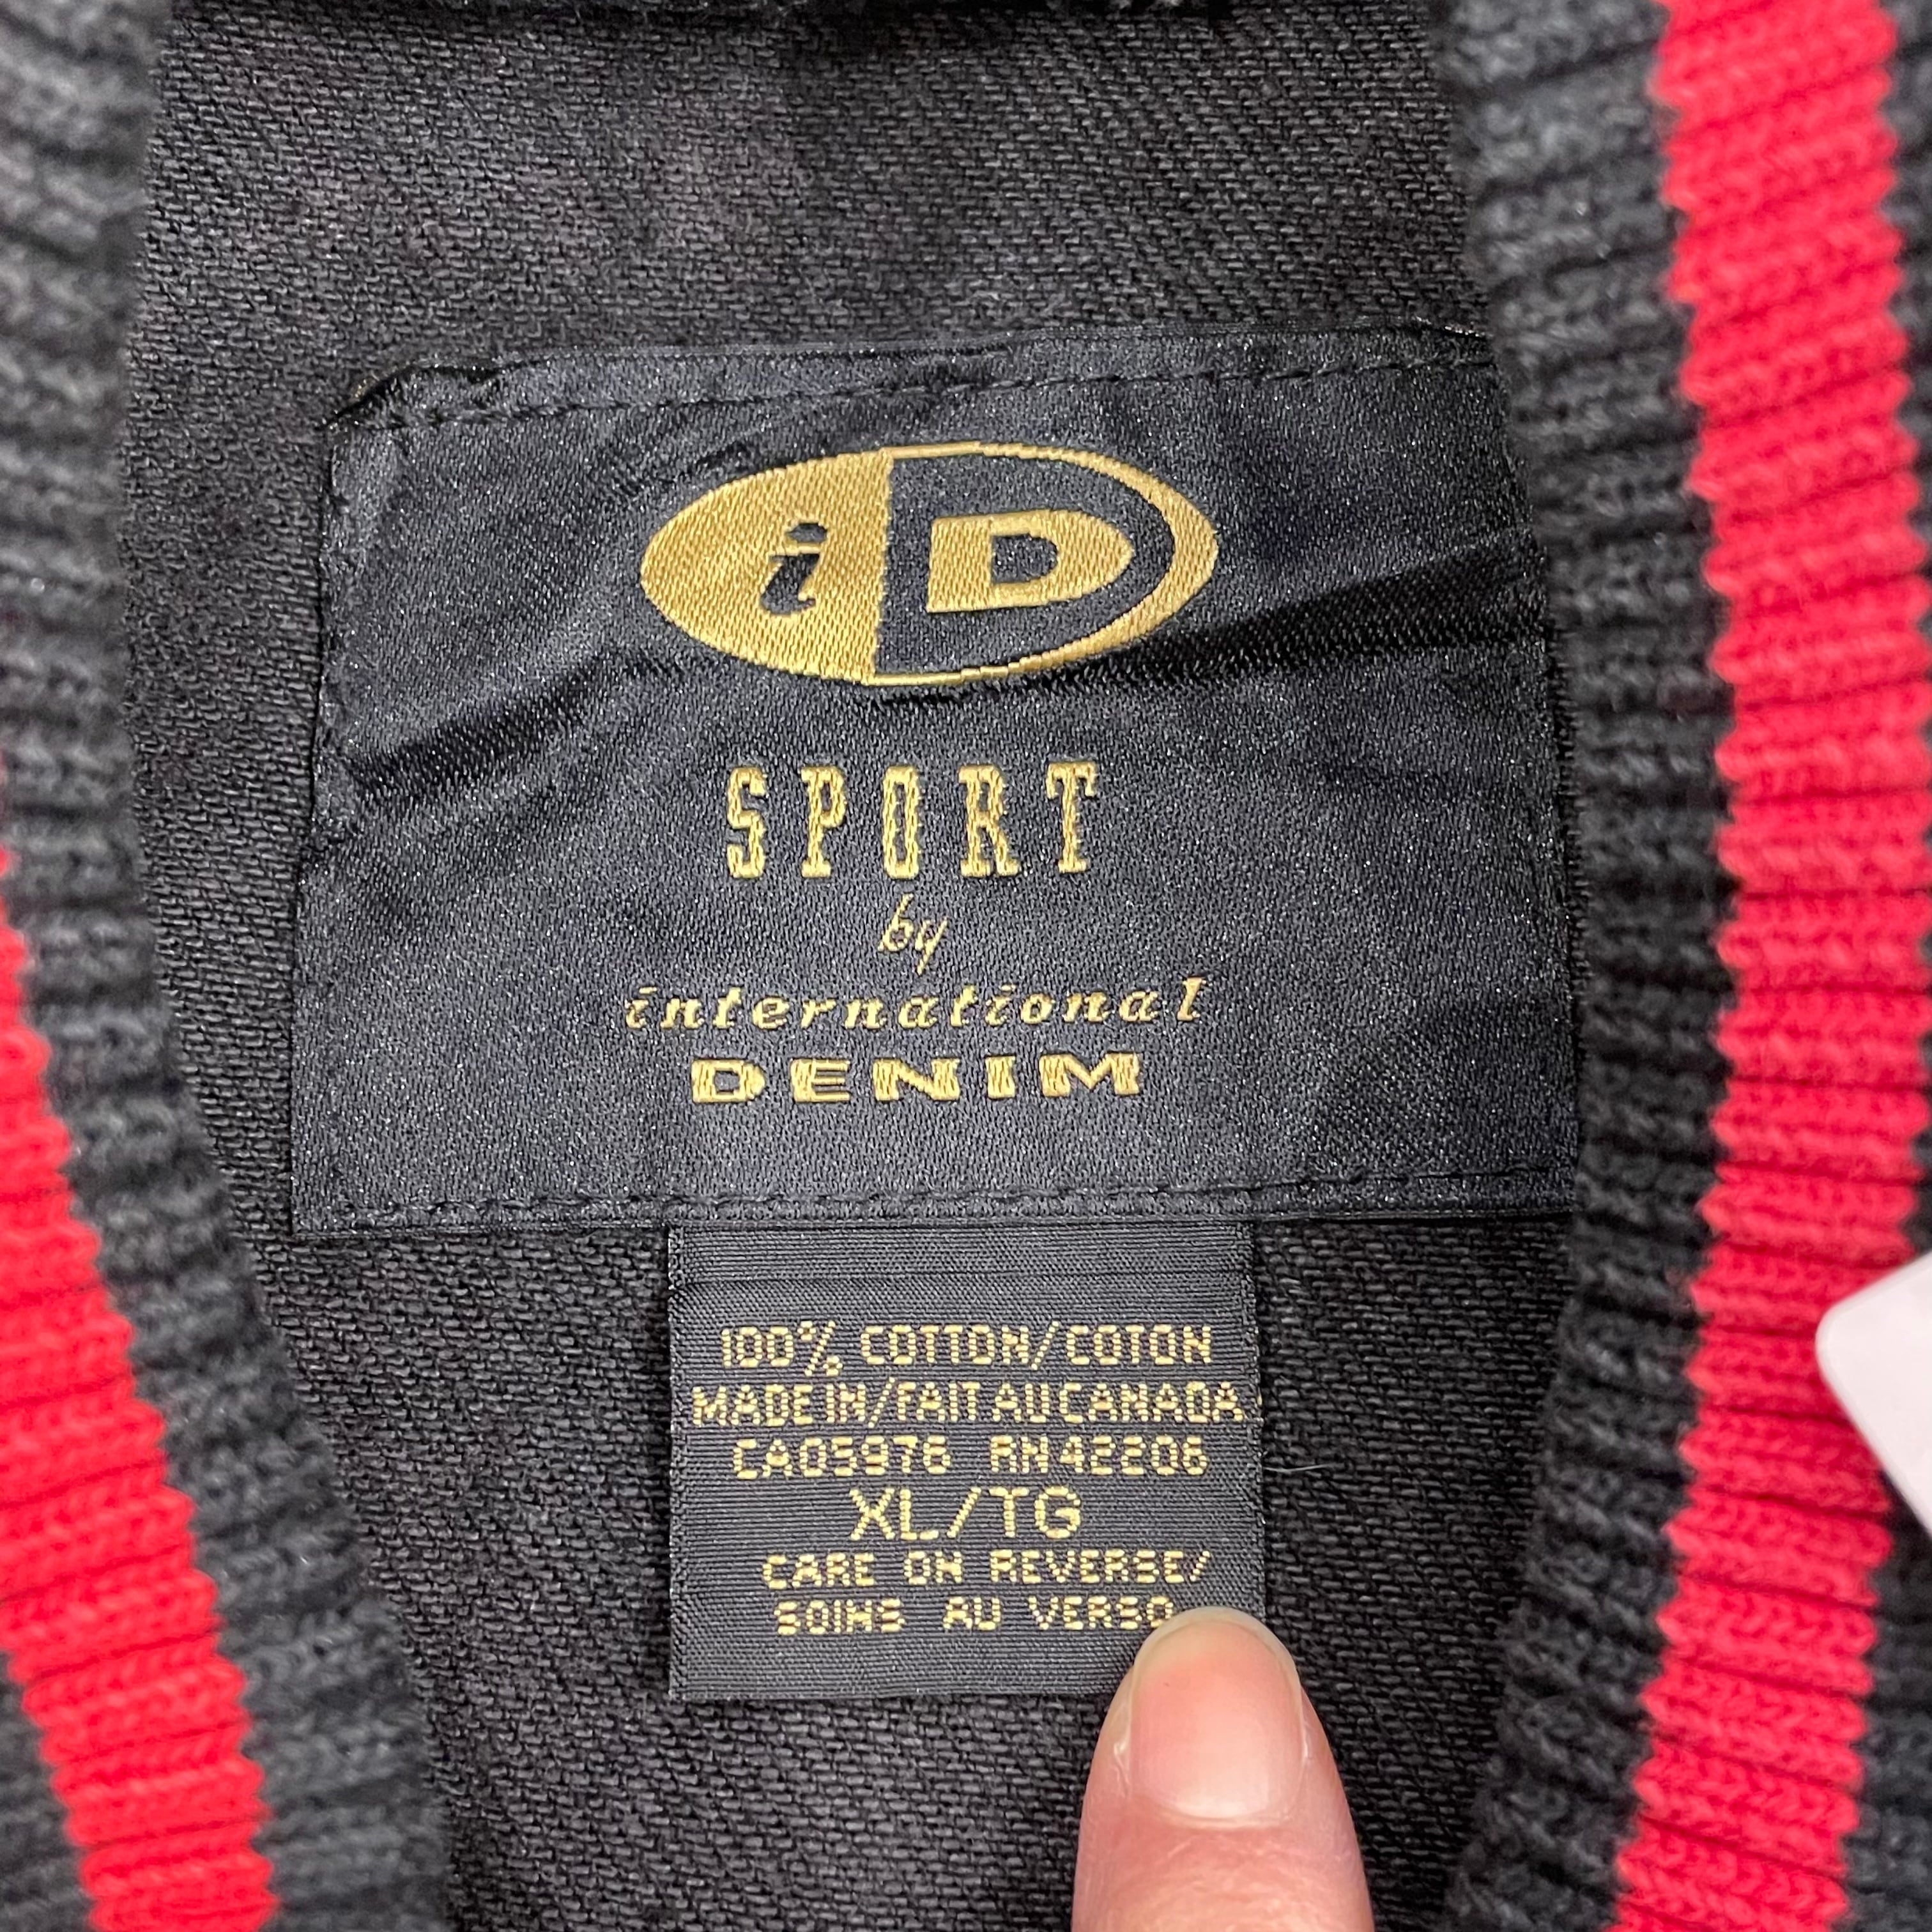 iD
SPORT
by
international
DENIM
100% COTTON/COTON
MADE IN/FAIT AU CANADA
CA05976 RN42206
XL/TG
CARE ON REVERSE/
SOINS AU VERSO